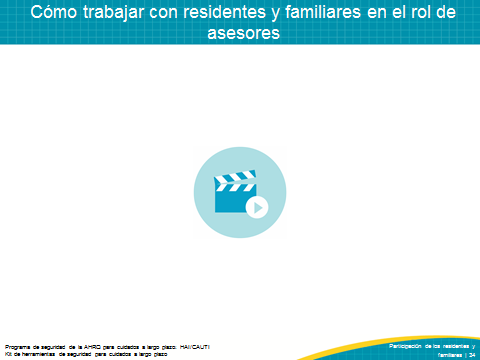 Cómo trabajar con residentes y familiares en el rol de
asesores
Programa de seguridad de la AHRQ para cuidados a largo plazo: HAI/CAUTI
Kit de herramientas de seguridad para cuidados a largo plazo
Participación de los residentes y
familiares | 34